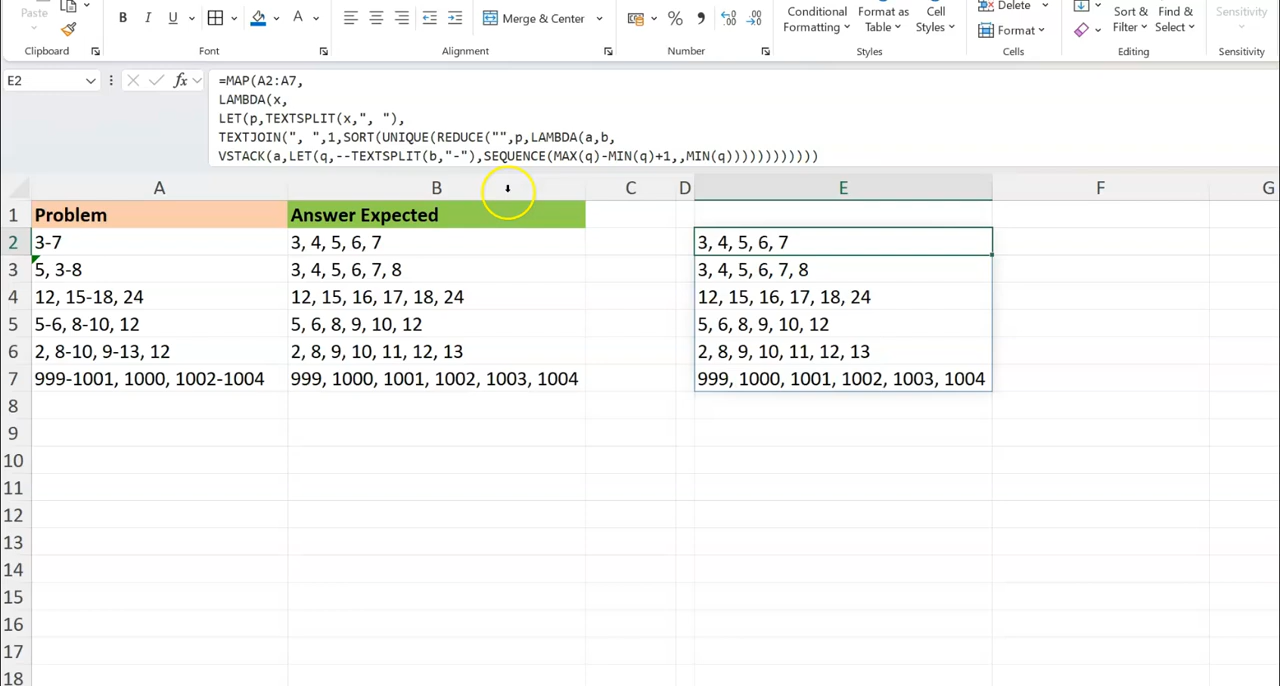 Paste
B I U
A
Merge & Center
%
Conditional Formatting
Format as Table
Cell Styles
Delete
Format
Sort & Filter
Find & Select
Sensitivity
Clipboard
Font
Alignment
Number
Styles
Cells
Editing
Sensitivity
E2
fx
=MAP(A2:A7,
LAMBDA(x,
LET(p,TEXTSPLIT(x,", "),
TEXTJOIN(", ",1,SORT(UNIQUE(REDUCE("",p,LAMBDA(a,b,
VSTACK(a,LET(q,--TEXTSPLIT(b,"-"),SEQUENCE(MAX(q)-MIN(q)+1,,MIN(q))))))))))))
A B C D E F G
1 Problem Answer Expected
2 3-7 3, 4, 5, 6, 7 3, 4, 5, 6, 7
3 5, 3-8 3, 4, 5, 6, 7, 8 3, 4, 5, 6, 7, 8
4 12, 15-18, 24 12, 15, 16, 17, 18, 24 12, 15, 16, 17, 18, 24
5 5-6, 8-10, 12 5, 6, 8, 9, 10, 12 5, 6, 8, 9, 10, 12
6 2, 8-10, 9-13, 12 2, 8, 9, 10, 11, 12, 13 2, 8, 9, 10, 11, 12, 13
7 999-1001, 1000, 1002-1004 999, 1000, 1001, 1002, 1003, 1004 999, 1000, 1001, 1002, 1003, 1004
8
9
10
11
12
13
14
15
16
17
18